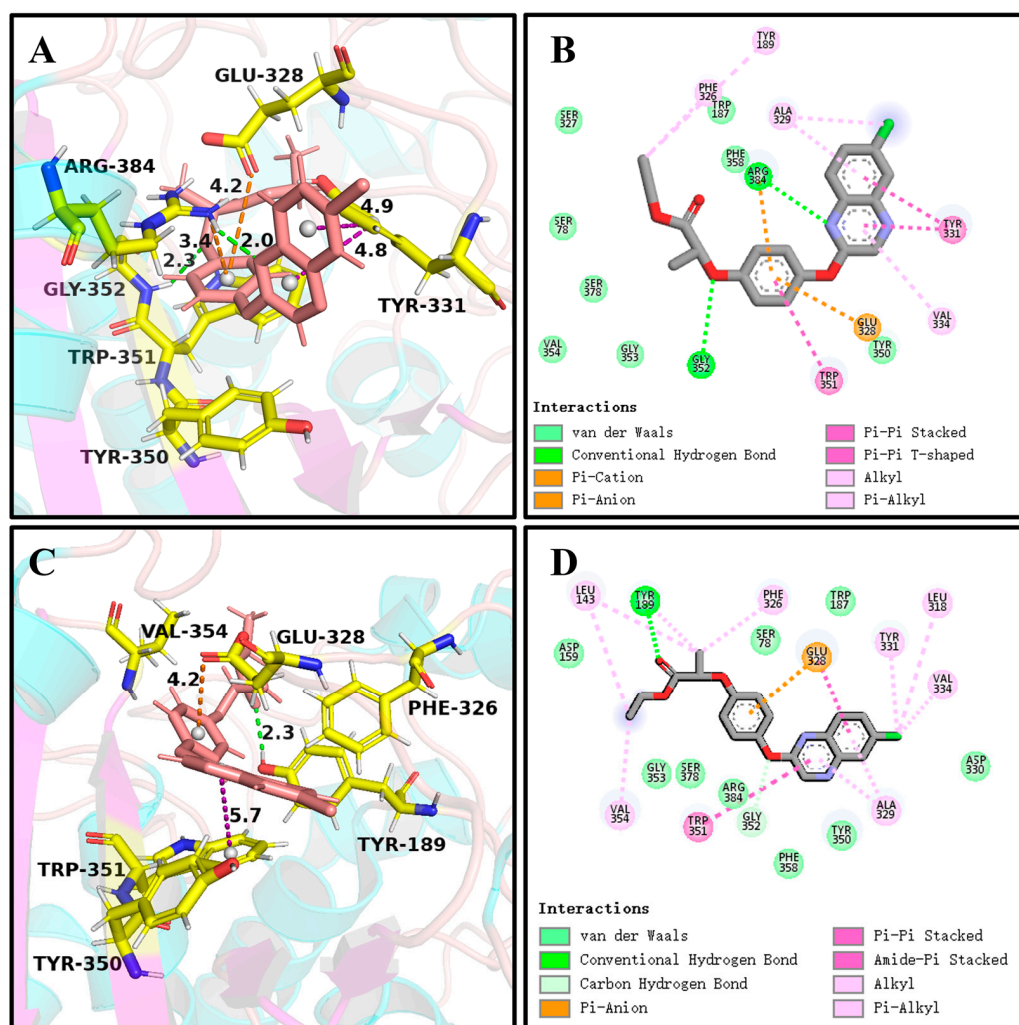 A
GLU-328
ARG-384
4.2
4.9
3.4
2.0
4.8
2.3
GLY-352
TYR-331
TRP-351
TYR-350
B
TYR
189
PHE
326
TRP
187
SER
327
ALA
329
PHE
358
ARG
384
SER
78
TYR
331
SER
378
VAL
334
GLU
328
VAL
354
GLY
353
TYR
350
GLY
352
TRP
351
Interactions
van der Waals
Conventional Hydrogen Bond
Pi-Cation
Pi-Anion
Pi-Pi Stacked
Pi-Pi T-shaped
Alkyl
Pi-Alkyl
C
VAL-354
GLU-328
4.2
PHE-326
2.3
5.7
TYR-189
TRP-351
TYR-350
D
LEU
143
TYR
189
PHE
326
TRP
187
LEU
318
SER
78
ASP
159
GLU
328
TYR
331
VAL
334
GLY
353
SER
378
ASP
330
ARG
384
VAL
354
TRP
351
GLY
352
ALA
329
TYR
350
PHE
358
Interactions
van der Waals
Conventional Hydrogen Bond
Carbon Hydrogen Bond
Pi-Anion
Pi-Pi Stacked
Amide-Pi Stacked
Alkyl
Pi-Alkyl